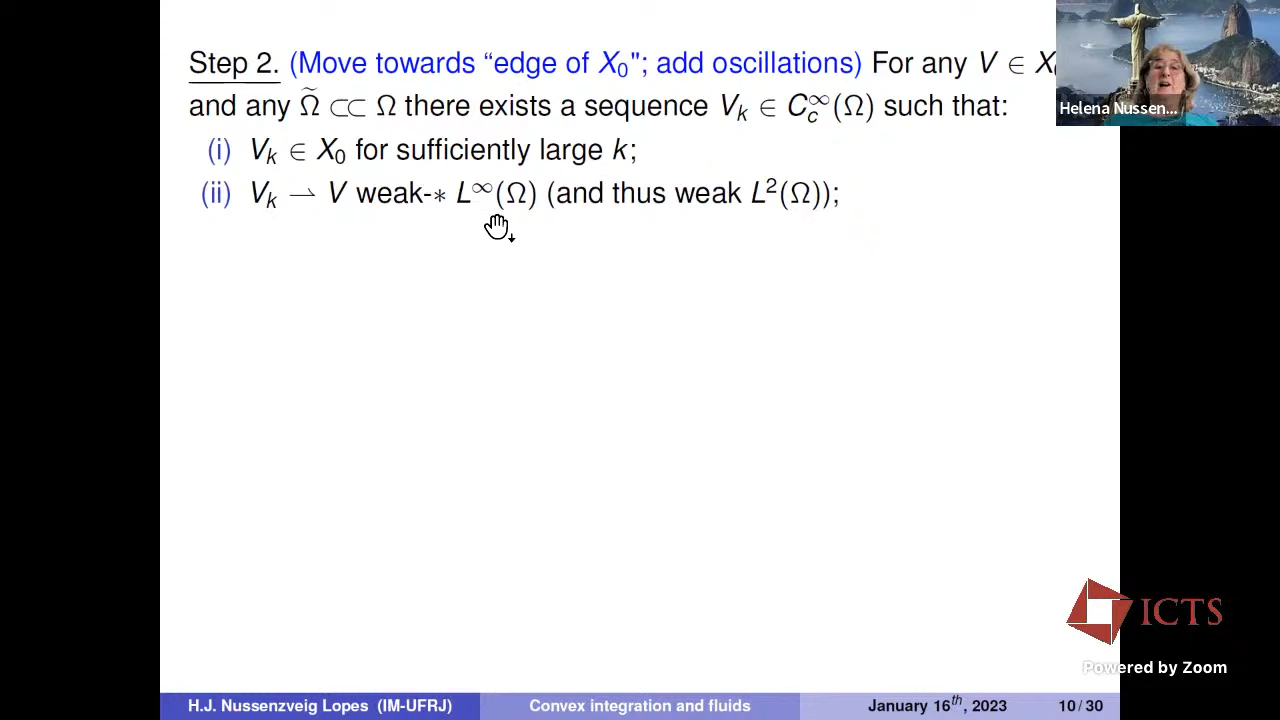 Step 2. (Move towards “edge of X₀"; add oscillations) For any V ∈ X₀
and any Ω̃ ⊂⊂ Ω there exists a sequence Vₖ ∈ C_c^∞(Ω) such that:
(i) Vₖ ∈ X₀ for sufficiently large k;
(ii) Vₖ ⇀ V weak-∗ L^∞(Ω) (and thus weak L²(Ω));
Helena Nussen...
ICTS
Powered by Zoom
H.J. Nussenzveig Lopes (IM-UFRJ) Convex integration and fluids January 16th, 2023 10 / 30